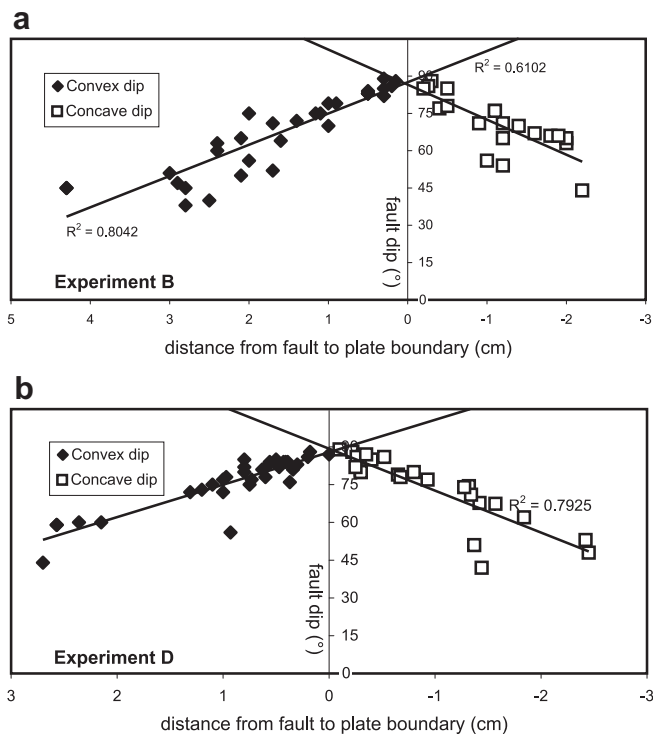 a
Convex dip
Concave dip
R² = 0.6102
R² = 0.8042
Experiment B
fault dip (°)
90
75
60
45
30
15
0
5 4 3 2 1 0 -1 -2 -3
distance from fault to plate boundary (cm)
b
Convex dip
Concave dip
R² = 0.7925
Experiment D
fault dip (°)
90
75
60
45
30
15
0
3 2 1 0 -1 -2 -3
distance from fault to plate boundary (cm)